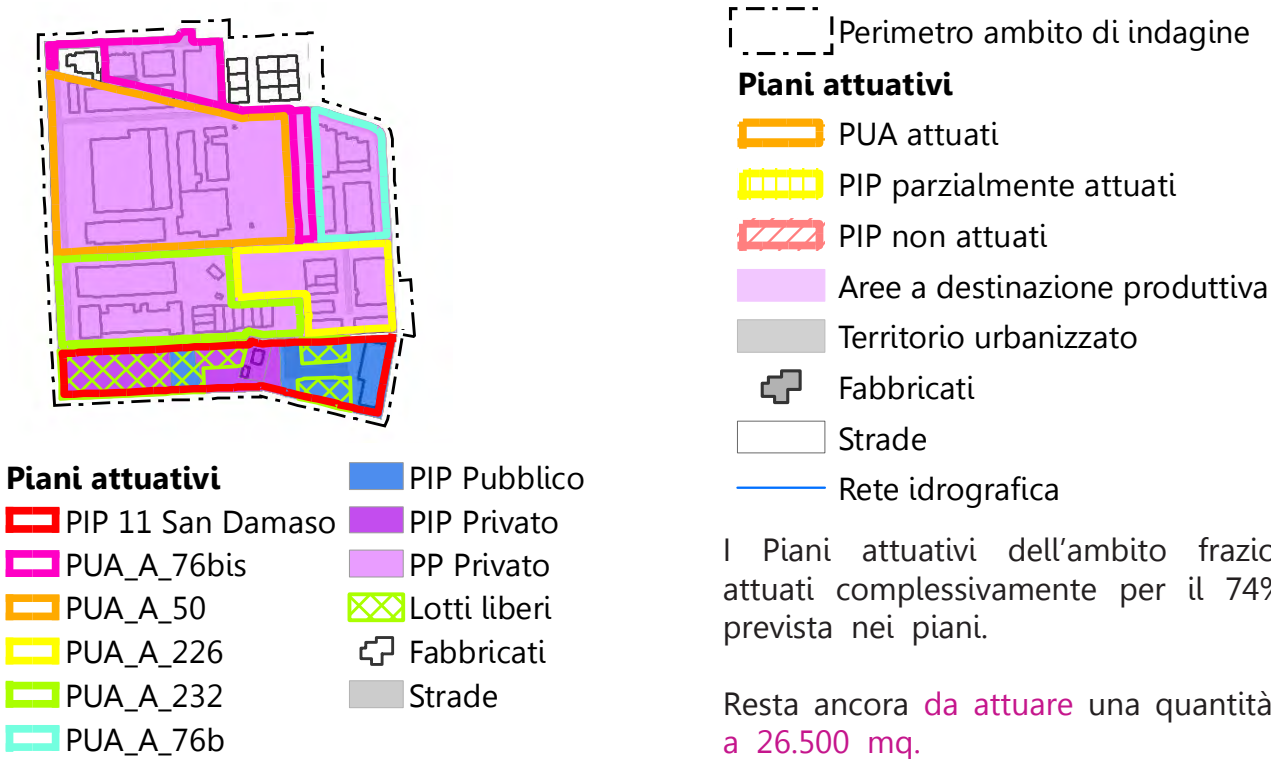 Piani attuativi
PIP 11 San Damaso
PUA_A_76bis
PUA_A_50
PUA_A_226
PUA_A_232
PUA_A_76b
PIP Pubblico
PIP Privato
PP Privato
Lotti liberi
Fabbricati
Strade
Perimetro ambito di indagine
Piani attuativi
PUA attuati
PIP parzialmente attuati
PIP non attuati
Aree a destinazione produttiva
Territorio urbanizzato
Fabbricati
Strade
Rete idrografica
I Piani attuativi dell'ambito frazio
attuati complessivamente per il 74%
prevista nei piani.
Resta ancora da attuare una quantità
a 26.500 mq.